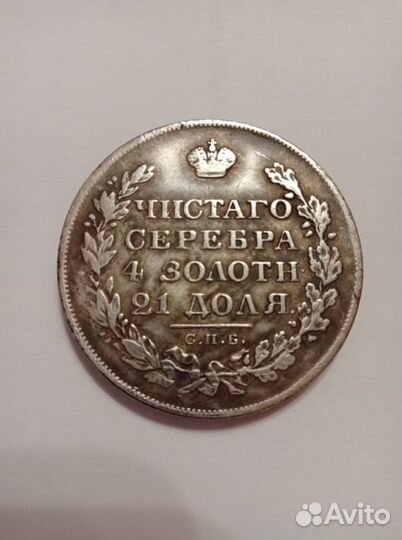 ЧИСТАГО
СЕРЕБРА
4 ЗОЛОТН
21 ДОЛЯ.
С.П.Б.
Avito